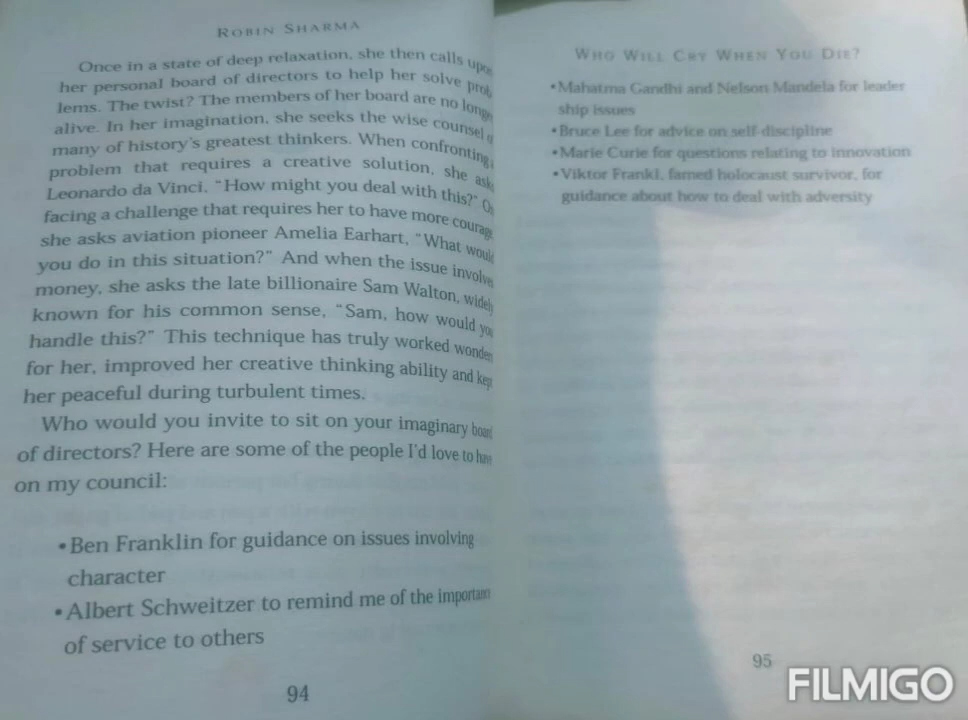 ROBIN SHARMA
Once in a state of deep relaxation, she then calls upon
her personal board of directors to help her solve prob
lems. The twist? The members of her board are no longer
alive. In her imagination, she seeks the wise counsel of
many of history's greatest thinkers. When confronting a
problem that requires a creative solution, she asks
Leonardo da Vinci, "How might you deal with this?" On
facing a challenge that requires her to have more courage,
she asks aviation pioneer Amelia Earhart, "What would
you do in this situation?" And when the issue involves
money, she asks the late billionaire Sam Walton, widely
known for his common sense, "Sam, how would you
handle this?" This technique has truly worked wonders
for her, improved her creative thinking ability and kept
her peaceful during turbulent times.
Who would you invite to sit on your imaginary board
of directors? Here are some of the people I'd love to have
on my council:
•Ben Franklin for guidance on issues involving
character
•Albert Schweitzer to remind me of the importance
of service to others
94
WHO WILL CRY WHEN YOU DIE?
•Mahatma Gandhi and Nelson Mandela for leader
ship issues
•Bruce Lee for advice on self-discipline
•Marie Curie for questions relating to innovation
•Viktor Frankl, famed holocaust survivor, for
guidance about how to deal with adversity
95
FILMIGO